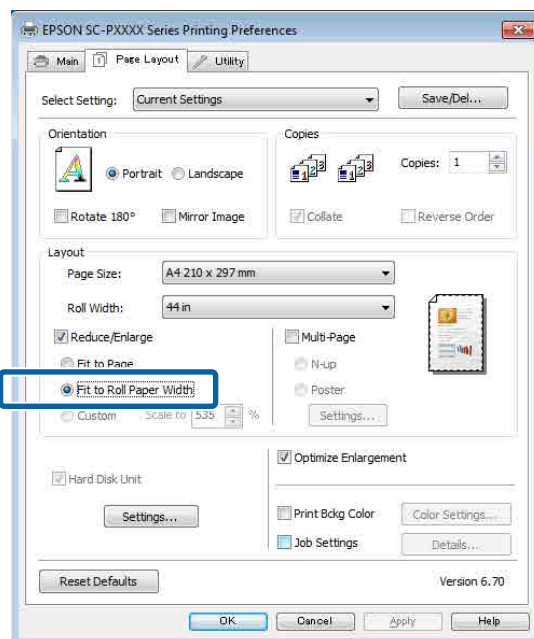 EPSON SC-PXXXX Series Printing Preferences
Main Page Layout Utility
Select Setting: Current Settings Save/Del...
Orientation Copies
Portrait Landscape Copies: 1
Rotate 180° Mirror Image Collate Reverse Order
Layout
Page Size: A4 210 x 297 mm
Roll Width: 44 in
Reduce/Enlarge Multi-Page
Fit to Page N-up
Fit to Roll Paper Width Poster
Custom Scale to 535 % Settings...
Optimize Enlargement
Hard Disk Unit
Settings... Print Bckg Color Color Settings...
Job Settings Details...
Reset Defaults Version 6.70
OK Cancel Apply Help